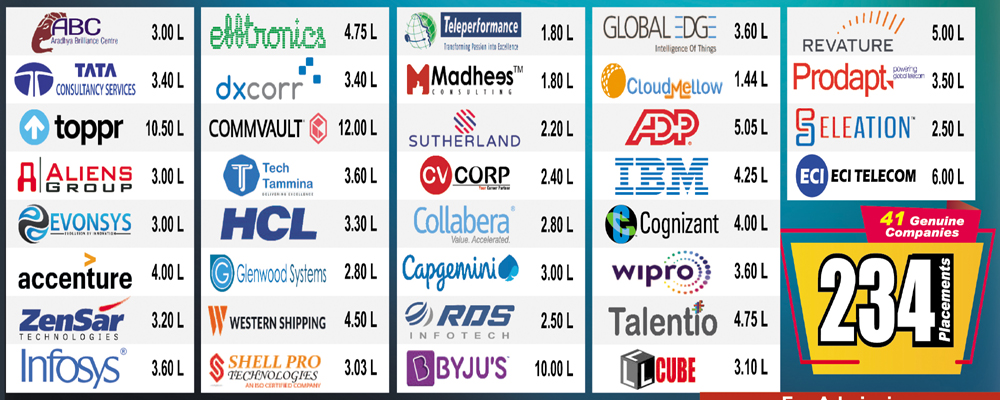 ABC
Aradhya Brilliance Centre
3.00 L
TATA
CONSULTANCY SERVICES
3.40 L
toppr
10.50 L
ALIENS
GROUP
3.00 L
EVONSYS
EVOLUTION BY INNOVATION
3.00 L
accenture
4.00 L
ZenSar
TECHNOLOGIES
3.20 L
Infosys®
3.60 L
efftronics
4.75 L
dxcorr
3.40 L
COMMVAULT
12.00 L
Tech
Tammina
DELIVERING EXCELLENCE
3.60 L
HCL
3.30 L
Glenwood Systems
2.80 L
WESTERN SHIPPING
4.50 L
SHELL PRO
TECHNOLOGIES
AN ISO CERTIFIED COMPANY
3.03 L
Teleperformance
Transforming Passion into Excellence
1.80 L
Madhees™
CONSULTING
1.80 L
SUTHERLAND
2.20 L
CV CORP
Your Career Partner
2.40 L
Collabera®
Value. Accelerated.
2.80 L
Capgemini
3.00 L
RDS
INFOTECH
2.50 L
BYJU'S™
10.00 L
GLOBAL EDGE
Intelligence Of Things
3.60 L
CloudMellow
1.44 L
ADP
5.05 L
IBM
4.25 L
Cognizant
4.00 L
wipro
3.60 L
Talentio
4.75 L
CUBE
3.10 L
REVATURE
5.00 L
Prodapt
powering
global telecom
3.50 L
ELEATION™
2.50 L
ECI ECI TELECOM
6.00 L
41 Genuine
Companies
234
Placements